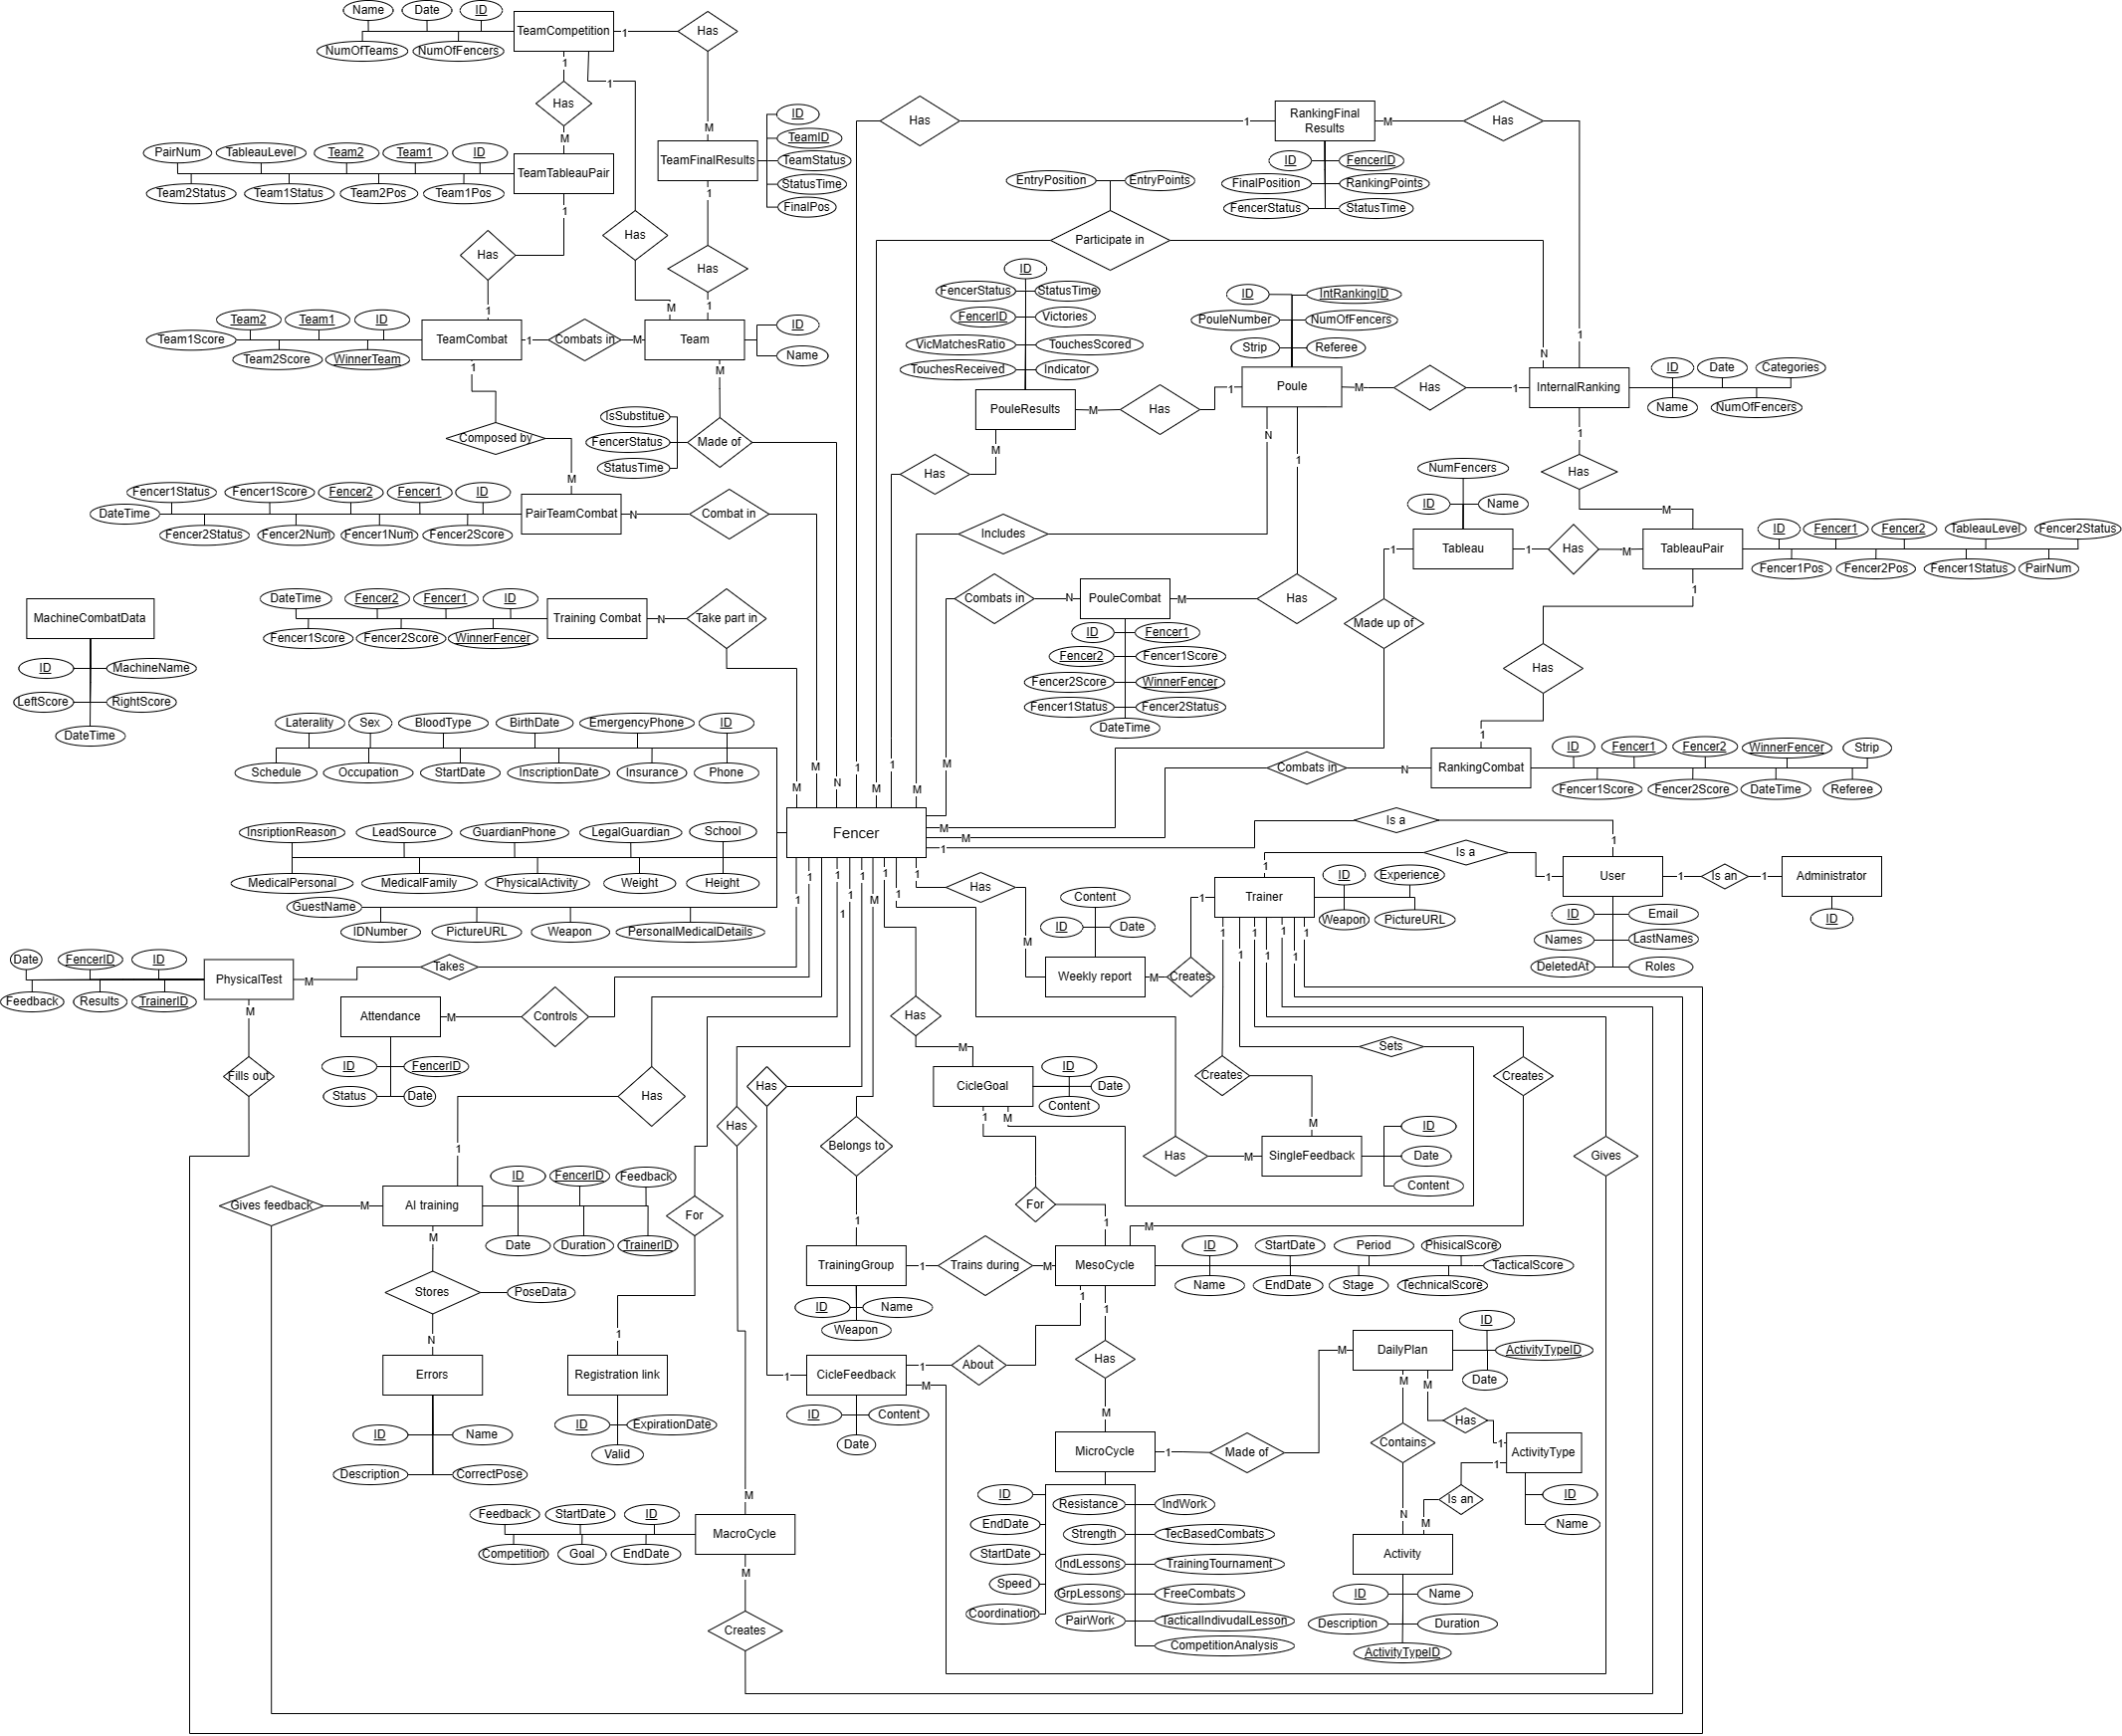 Name
Date
ID
TeamCompetition
1
Has
NumOfTeams
NumOfFencers
1
1
Has
M
M
ID
TeamID
TeamStatus
StatusTime
FinalPos
TeamFinalResults
1
PairNum
TableauLevel
Team2
Team1
ID
TeamTableauPair
Team2Status
Team1Status
Team2Pos
Team1Pos
1
Has
Has
Has
1
M
1
Team2
Team1
ID
Team1Score
Team2Score
WinnerTeam
TeamCombat
1
Combats in
M
Team
ID
Name
1
M
Composed by
M
IsSubstitue
FencerStatus
StatusTime
Made of
Fencer1Status
Fencer1Score
Fencer2
Fencer1
ID
DateTime
Fencer2Status
Fencer2Num
Fencer1Num
Fencer2Score
PairTeamCombat
N
Combat in
Has
1
RankingFinal
Results
M
Has
ID
FencerID
FinalPosition
RankingPoints
FencerStatus
StatusTime
EntryPosition
EntryPoints
Participate in
ID
FencerStatus
StatusTime
FencerID
Victories
VicMatchesRatio
TouchesScored
TouchesReceived
Indicator
PouleResults
M
Has
1
M
Has
ID
IntRankingID
PouleNumber
NumOfFencers
Strip
Referee
Poule
M
Has
1
N
1
N
1
InternalRanking
ID
Date
Categories
Name
NumOfFencers
1
Has
M
Includes
NumFencers
ID
Name
1
Tableau
1
Has
M
TableauPair
ID
Fencer1
Fencer2
TableauLevel
Fencer2Status
Fencer1Pos
Fencer2Pos
Fencer1Status
PairNum
1
Combats in
N
PouleCombat
M
Has
ID
Fencer1
Fencer2
Fencer1Score
Fencer2Score
WinnerFencer
Fencer1Status
Fencer2Status
DateTime
Made up of
Has
1
MachineCombatData
ID
MachineName
LeftScore
RightScore
DateTime
DateTime
Fencer2
Fencer1
ID
Fencer1Score
Fencer2Score
WinnerFencer
Training Combat
N
Take part in
Combats in
N
RankingCombat
ID
Fencer1
Fencer2
WinnerFencer
Strip
Fencer1Score
Fencer2Score
DateTime
Referee
Laterality
Sex
BloodType
BirthDate
EmergencyPhone
ID
Schedule
Occupation
StartDate
InscriptionDate
Insurance
Phone
M
M
N
1
M
1
M
M
InsriptionReason
LeadSource
GuardianPhone
LegalGuardian
School
Fencer
M
M
1
MedicalPersonal
MedicalFamily
PhysicalActivity
Weight
Height
GuestName
IDNumber
PictureURL
Weapon
PersonalMedicalDetails
1
1
1
1
1
1
M
1
1
1
Is a
1
Is a
1
1
User
1
Is an
1
Administrator
ID
ID
Email
Names
LastNames
DeletedAt
Roles
Trainer
ID
Experience
Weapon
PictureURL
1
1
1
1
1
1
1
1
Has
M
Content
ID
Date
Weekly report
M
Creates
Date
FencerID
ID
Feedback
Results
TrainerID
PhysicalTest
M
Takes
M
Fills out
Attendance
M
Controls
ID
FencerID
Status
Date
Has
1
Has
Has
Belongs to
1
Has
M
CicleGoal
ID
Date
Content
1
M
For
1
Creates
M
Sets
Creates
M
Has
M
SingleFeedback
ID
Date
Content
Gives
Gives feedback
M
AI training
ID
FencerID
Feedback
Date
Duration
TrainerID
M
Stores
PoseData
N
Errors
ID
Name
Description
CorrectPose
For
1
Registration link
ID
ExpirationDate
Valid
TrainingGroup
1
Trains during
M
MesoCycle
ID
Name
Weapon
ID
StartDate
Period
PhisicalScore
TacticalScore
Name
EndDate
Stage
TechnicalScore
1
1
1
CicleFeedback
1
About
M
ID
Content
Date
Has
M
MicroCycle
1
Made of
M
DailyPlan
ID
ActivityTypeID
Date
M
M
Contains
Has
1
ActivityType
1
ID
Name
Is an
N
M
Activity
ID
Name
Description
Duration
ActivityTypeID
ID
EndDate
StartDate
Speed
Coordination
Resistance
IndWork
Strength
TecBasedCombats
IndLessons
TrainingTournament
GrpLessons
FreeCombats
PairWork
TacticalIndivudalLesson
CompetitionAnalysis
M
Feedback
StartDate
ID
Competition
Goal
EndDate
MacroCycle
M
Creates